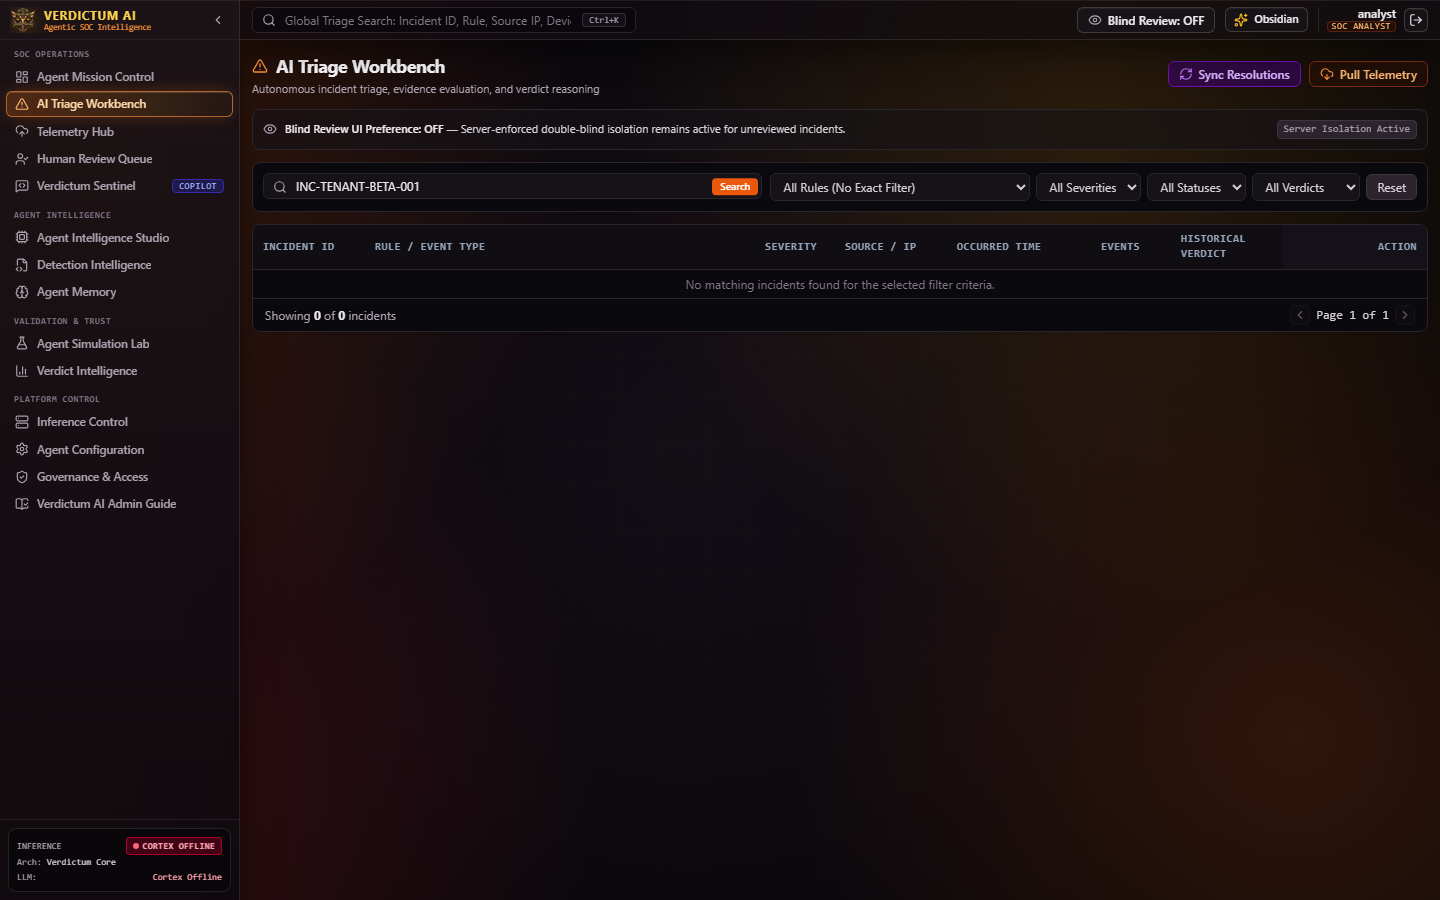 VERDICTUM AI
Agentic SOC Intelligence
Global Triage Search: Incident ID, Rule, Source IP, Devi
Ctrl+K
Blind Review: OFF
Obsidian
analyst
SOC ANALYST
SOC OPERATIONS
Agent Mission Control
AI Triage Workbench
Telemetry Hub
Human Review Queue
Verdictum Sentinel
COPILOT
AGENT INTELLIGENCE
Agent Intelligence Studio
Detection Intelligence
Agent Memory
VALIDATION & TRUST
Agent Simulation Lab
Verdict Intelligence
PLATFORM CONTROL
Inference Control
Agent Configuration
Governance & Access
Verdictum AI Admin Guide
INFERENCE
CORTEX OFFLINE
Arch: Verdictum Core
LLM: Cortex Offline
AI Triage Workbench
Autonomous incident triage, evidence evaluation, and verdict reasoning
Sync Resolutions
Pull Telemetry
Blind Review UI Preference: OFF — Server-enforced double-blind isolation remains active for unreviewed incidents.
Server Isolation Active
INC-TENANT-BETA-001
Search
All Rules (No Exact Filter)
All Severities
All Statuses
All Verdicts
Reset
INCIDENT ID
RULE / EVENT TYPE
SEVERITY
SOURCE / IP
OCCURRED TIME
EVENTS
HISTORICAL
VERDICT
ACTION
No matching incidents found for the selected filter criteria.
Showing 0 of 0 incidents
Page 1 of 1